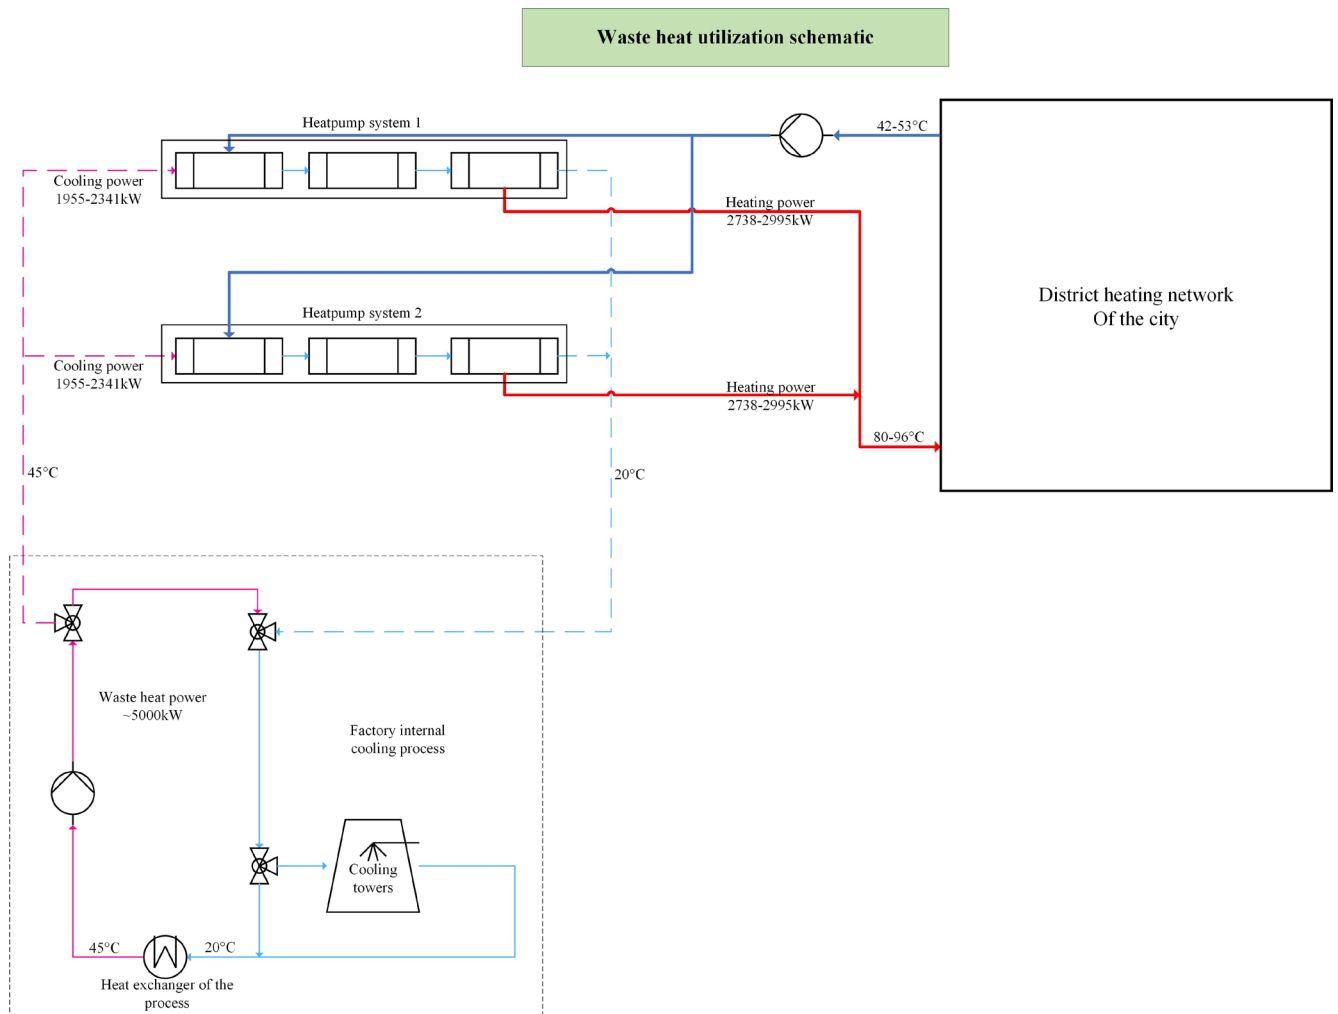 Waste heat utilization schematic
Heatpump system 1
42-53°C
Cooling power
1955-2341kW
Heating power
2738-2995kW
District heating network
Of the city
Heatpump system 2
Cooling power
1955-2341kW
Heating power
2738-2995kW
80-96°C
45°C
20°C
Waste heat power
~5000kW
Factory internal
cooling process
Cooling
towers
45°C
20°C
Heat exchanger of the
process